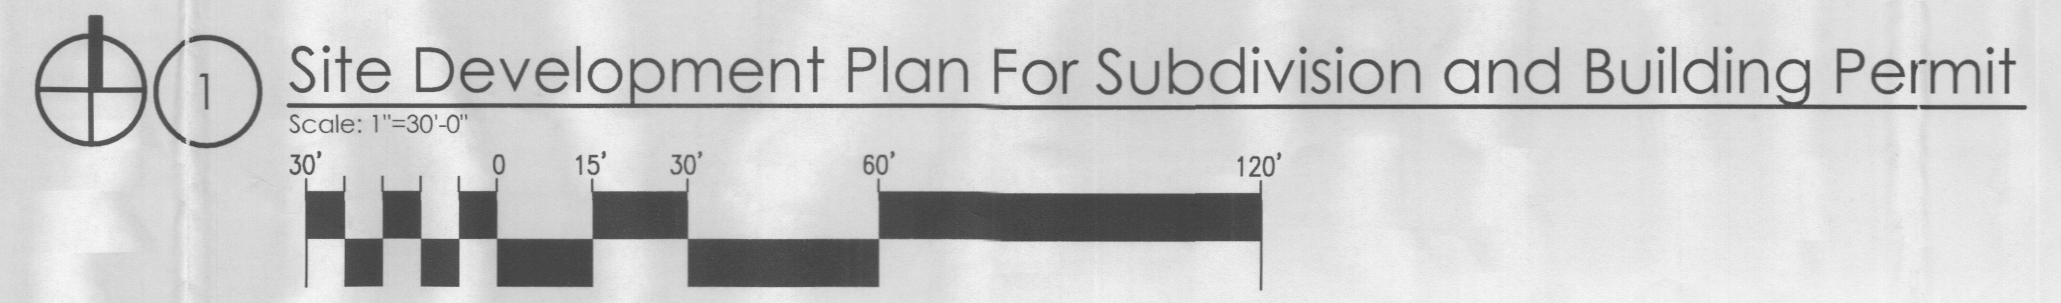 1
Site Development Plan For Subdivision and Building Permit
Scale: 1"=30'-0"
30' 0 15' 30' 60' 120'